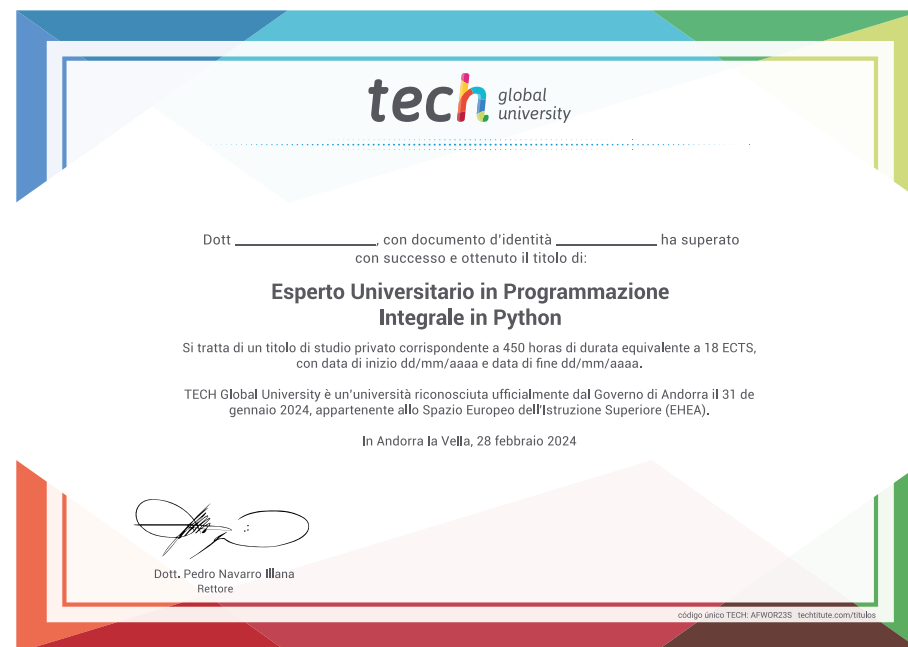 tech global
university
Dott __________________, con documento d'identità ________________ ha superato
con successo e ottenuto il titolo di:
Esperto Universitario in Programmazione
Integrale in Python
Si tratta di un titolo di studio privato corrispondente a 450 horas di durata equivalente a 18 ECTS,
con data di inizio dd/mm/aaaa e data di fine dd/mm/aaaa.
TECH Global University è un'università riconosciuta ufficialmente dal Governo di Andorra il 31 de
gennaio 2024, appartenente allo Spazio Europeo dell'Istruzione Superiore (EHEA).
In Andorra la Vella, 28 febbraio 2024
Dott. Pedro Navarro Illana
Rettore
código único TECH: AFWOR23S techtitute.com/titulos